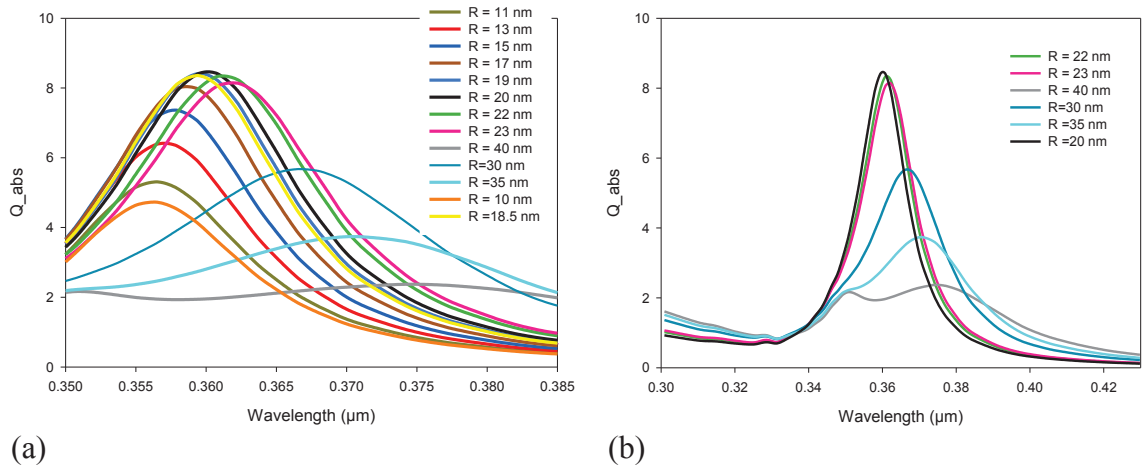 10
8
6
4
2
0
Q_abs
0.350
0.355
0.360
0.365
0.370
0.375
0.380
0.385
Wavelength (µm)
R = 11 nm
R = 13 nm
R = 15 nm
R = 17 nm
R = 19 nm
R = 20 nm
R = 22 nm
R = 23 nm
R = 40 nm
R=30 nm
R =35 nm
R = 10 nm
R =18.5 nm
(a)
10
8
6
4
2
0
Q_abs
0.30
0.32
0.34
0.36
0.38
0.40
0.42
Wavelength (µm)
R = 22 nm
R = 23 nm
R = 40 nm
R=30 nm
R =35 nm
R =20 nm
(b)